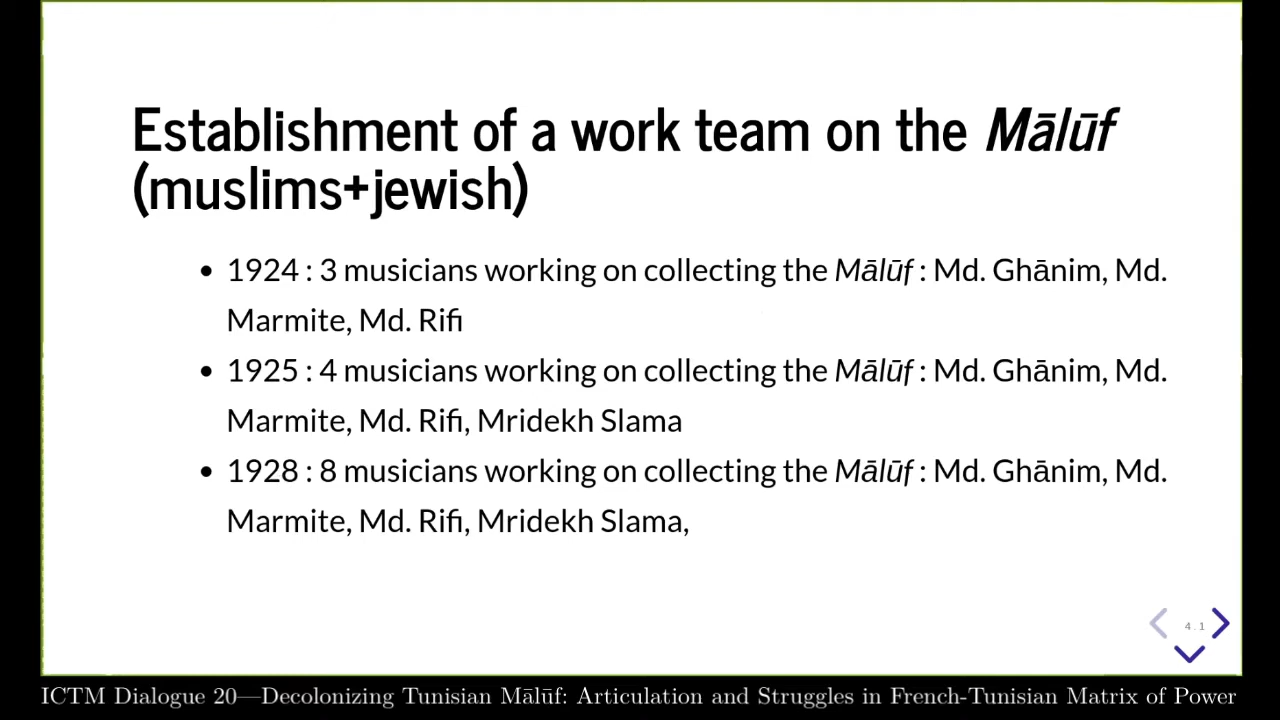 Establishment of a work team on the Mālūf
(muslims+jewish)
• 1924 : 3 musicians working on collecting the Mālūf : Md. Ghānim, Md.
Marmite, Md. Rifi
• 1925 : 4 musicians working on collecting the Mālūf : Md. Ghānim, Md.
Marmite, Md. Rifi, Mridekh Slama
• 1928 : 8 musicians working on collecting the Mālūf : Md. Ghānim, Md.
Marmite, Md. Rifi, Mridekh Slama,
4.1
ICTM Dialogue 20—Decolonizing Tunisian Mālūf: Articulation and Struggles in French-Tunisian Matrix of Power